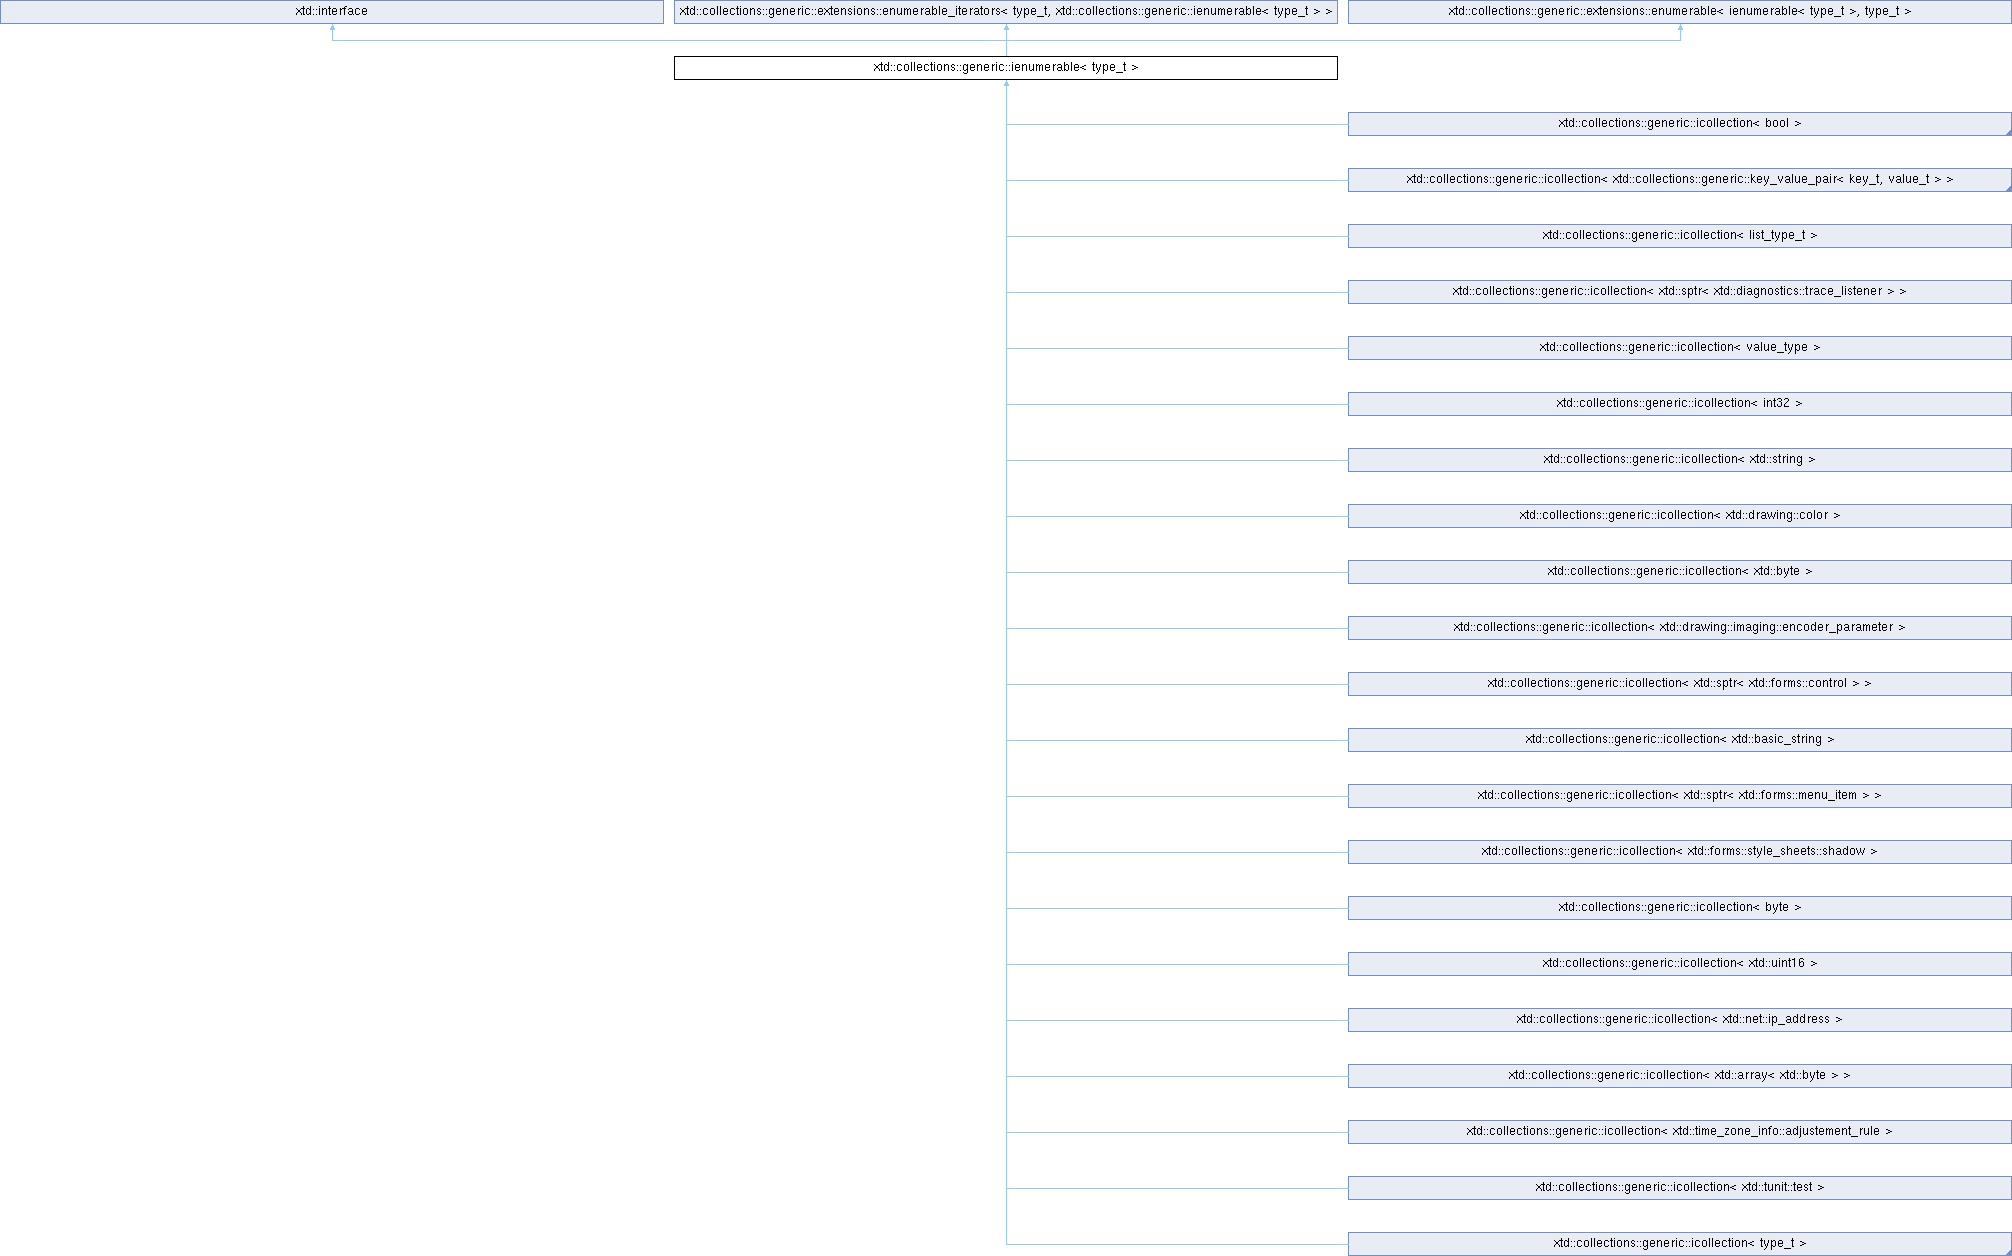 xtd::interface
xtd::collections::generic::extensions::enumerable_iterators< type_t, xtd::collections::generic::ienumerable< type_t > >
xtd::collections::generic::extensions::enumerable< ienumerable< type_t >, type_t >
xtd::collections::generic::ienumerable< type_t >
xtd::collections::generic::icollection< bool >
xtd::collections::generic::icollection< xtd::collections::generic::key_value_pair< key_t, value_t > >
xtd::collections::generic::icollection< list_type_t >
xtd::collections::generic::icollection< xtd::sptr< xtd::diagnostics::trace_listener > >
xtd::collections::generic::icollection< value_type >
xtd::collections::generic::icollection< int32 >
xtd::collections::generic::icollection< xtd::string >
xtd::collections::generic::icollection< xtd::drawing::color >
xtd::collections::generic::icollection< xtd::byte >
xtd::collections::generic::icollection< xtd::drawing::imaging::encoder_parameter >
xtd::collections::generic::icollection< xtd::sptr< xtd::forms::control > >
xtd::collections::generic::icollection< xtd::basic_string >
xtd::collections::generic::icollection< xtd::sptr< xtd::forms::menu_item > >
xtd::collections::generic::icollection< xtd::forms::style_sheets::shadow >
xtd::collections::generic::icollection< byte >
xtd::collections::generic::icollection< xtd::uint16 >
xtd::collections::generic::icollection< xtd::net::ip_address >
xtd::collections::generic::icollection< xtd::array< xtd::byte > >
xtd::collections::generic::icollection< xtd::time_zone_info::adjustement_rule >
xtd::collections::generic::icollection< xtd::tunit::test >
xtd::collections::generic::icollection< type_t >